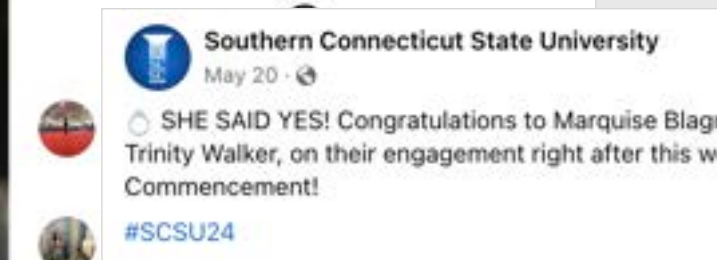 Southern Connecticut State University
May 20 ·
SHE SAID YES! Congratulations to Marquise
Trinity Walker, on their engagement right after this
Commencement!
#SCSU24